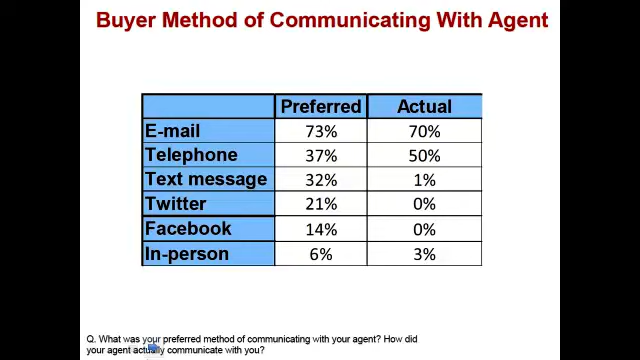 Buyer Method of Communicating With Agent
Preferred Actual
E-mail 73% 70%
Telephone 37% 50%
Text message 32% 1%
Twitter 21% 0%
Facebook 14% 0%
In-person 6% 3%
Q. What was your preferred method of communicating with your agent? How did
your agent actually communicate with you?